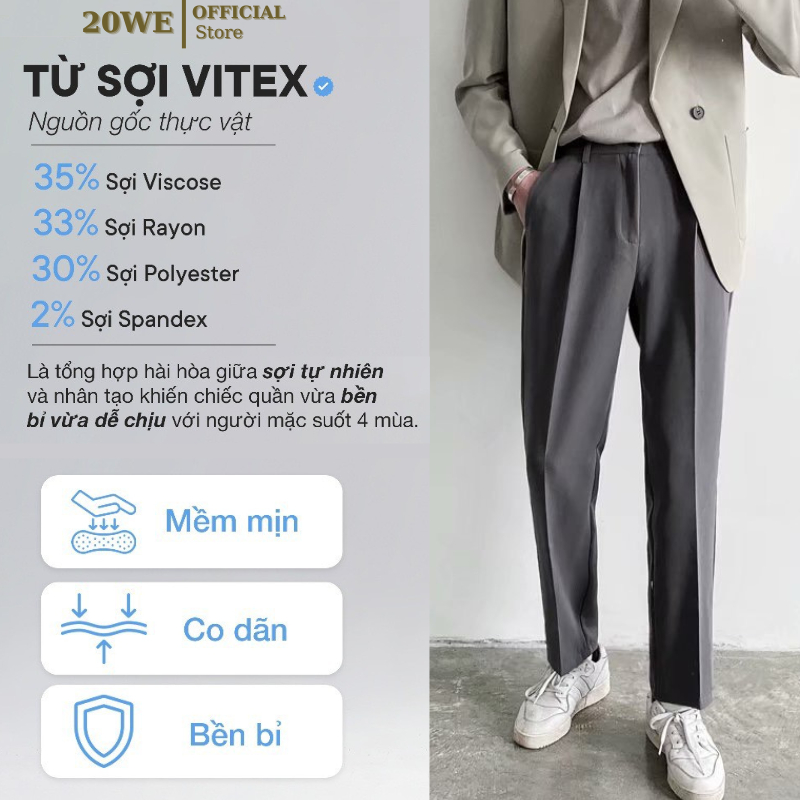 20WE OFFICIAL
Store
TỪ SỢI VITEX
Nguồn gốc thực vật
35% Sợi Viscose
33% Sợi Rayon
30% Sợi Polyester
2% Sợi Spandex
Là tổng hợp hài hòa giữa sợi tự nhiên
và nhân tạo khiến chiếc quần vừa bền
bỉ vừa dễ chịu với người mặc suốt 4 mùa.
Mềm mịn
Co dãn
Bền bỉ